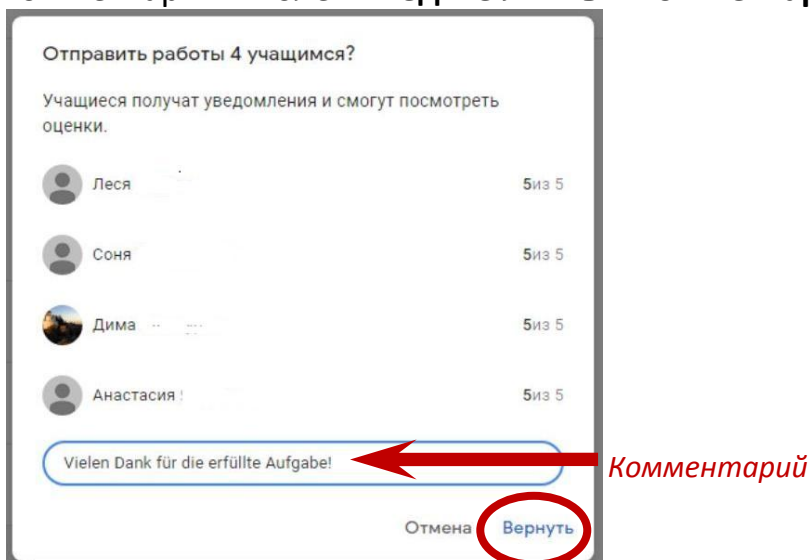 Отправить работы 4 учащимся?
Учащиеся получат уведомления и смогут посмотреть
оценки.
Леся 5из 5
Соня 5из 5
Дима 5из 5
Анастасия 5из 5
Vielen Dank für die erfüllte Aufgabe!
Комментарий
Отмена Вернуть